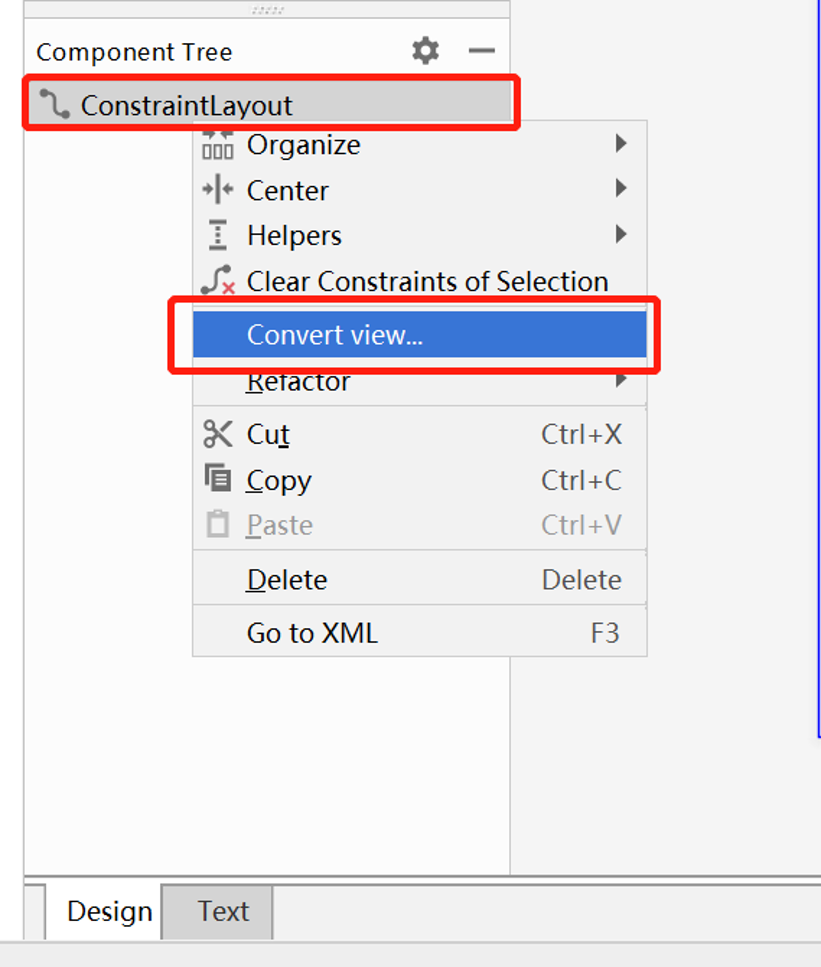 Component Tree
ConstraintLayout
Organize
Center
Helpers
Clear Constraints of Selection
Convert view...
Refactor
Cut Ctrl+X
Copy Ctrl+C
Paste Ctrl+V
Delete Delete
Go to XML F3
Design Text